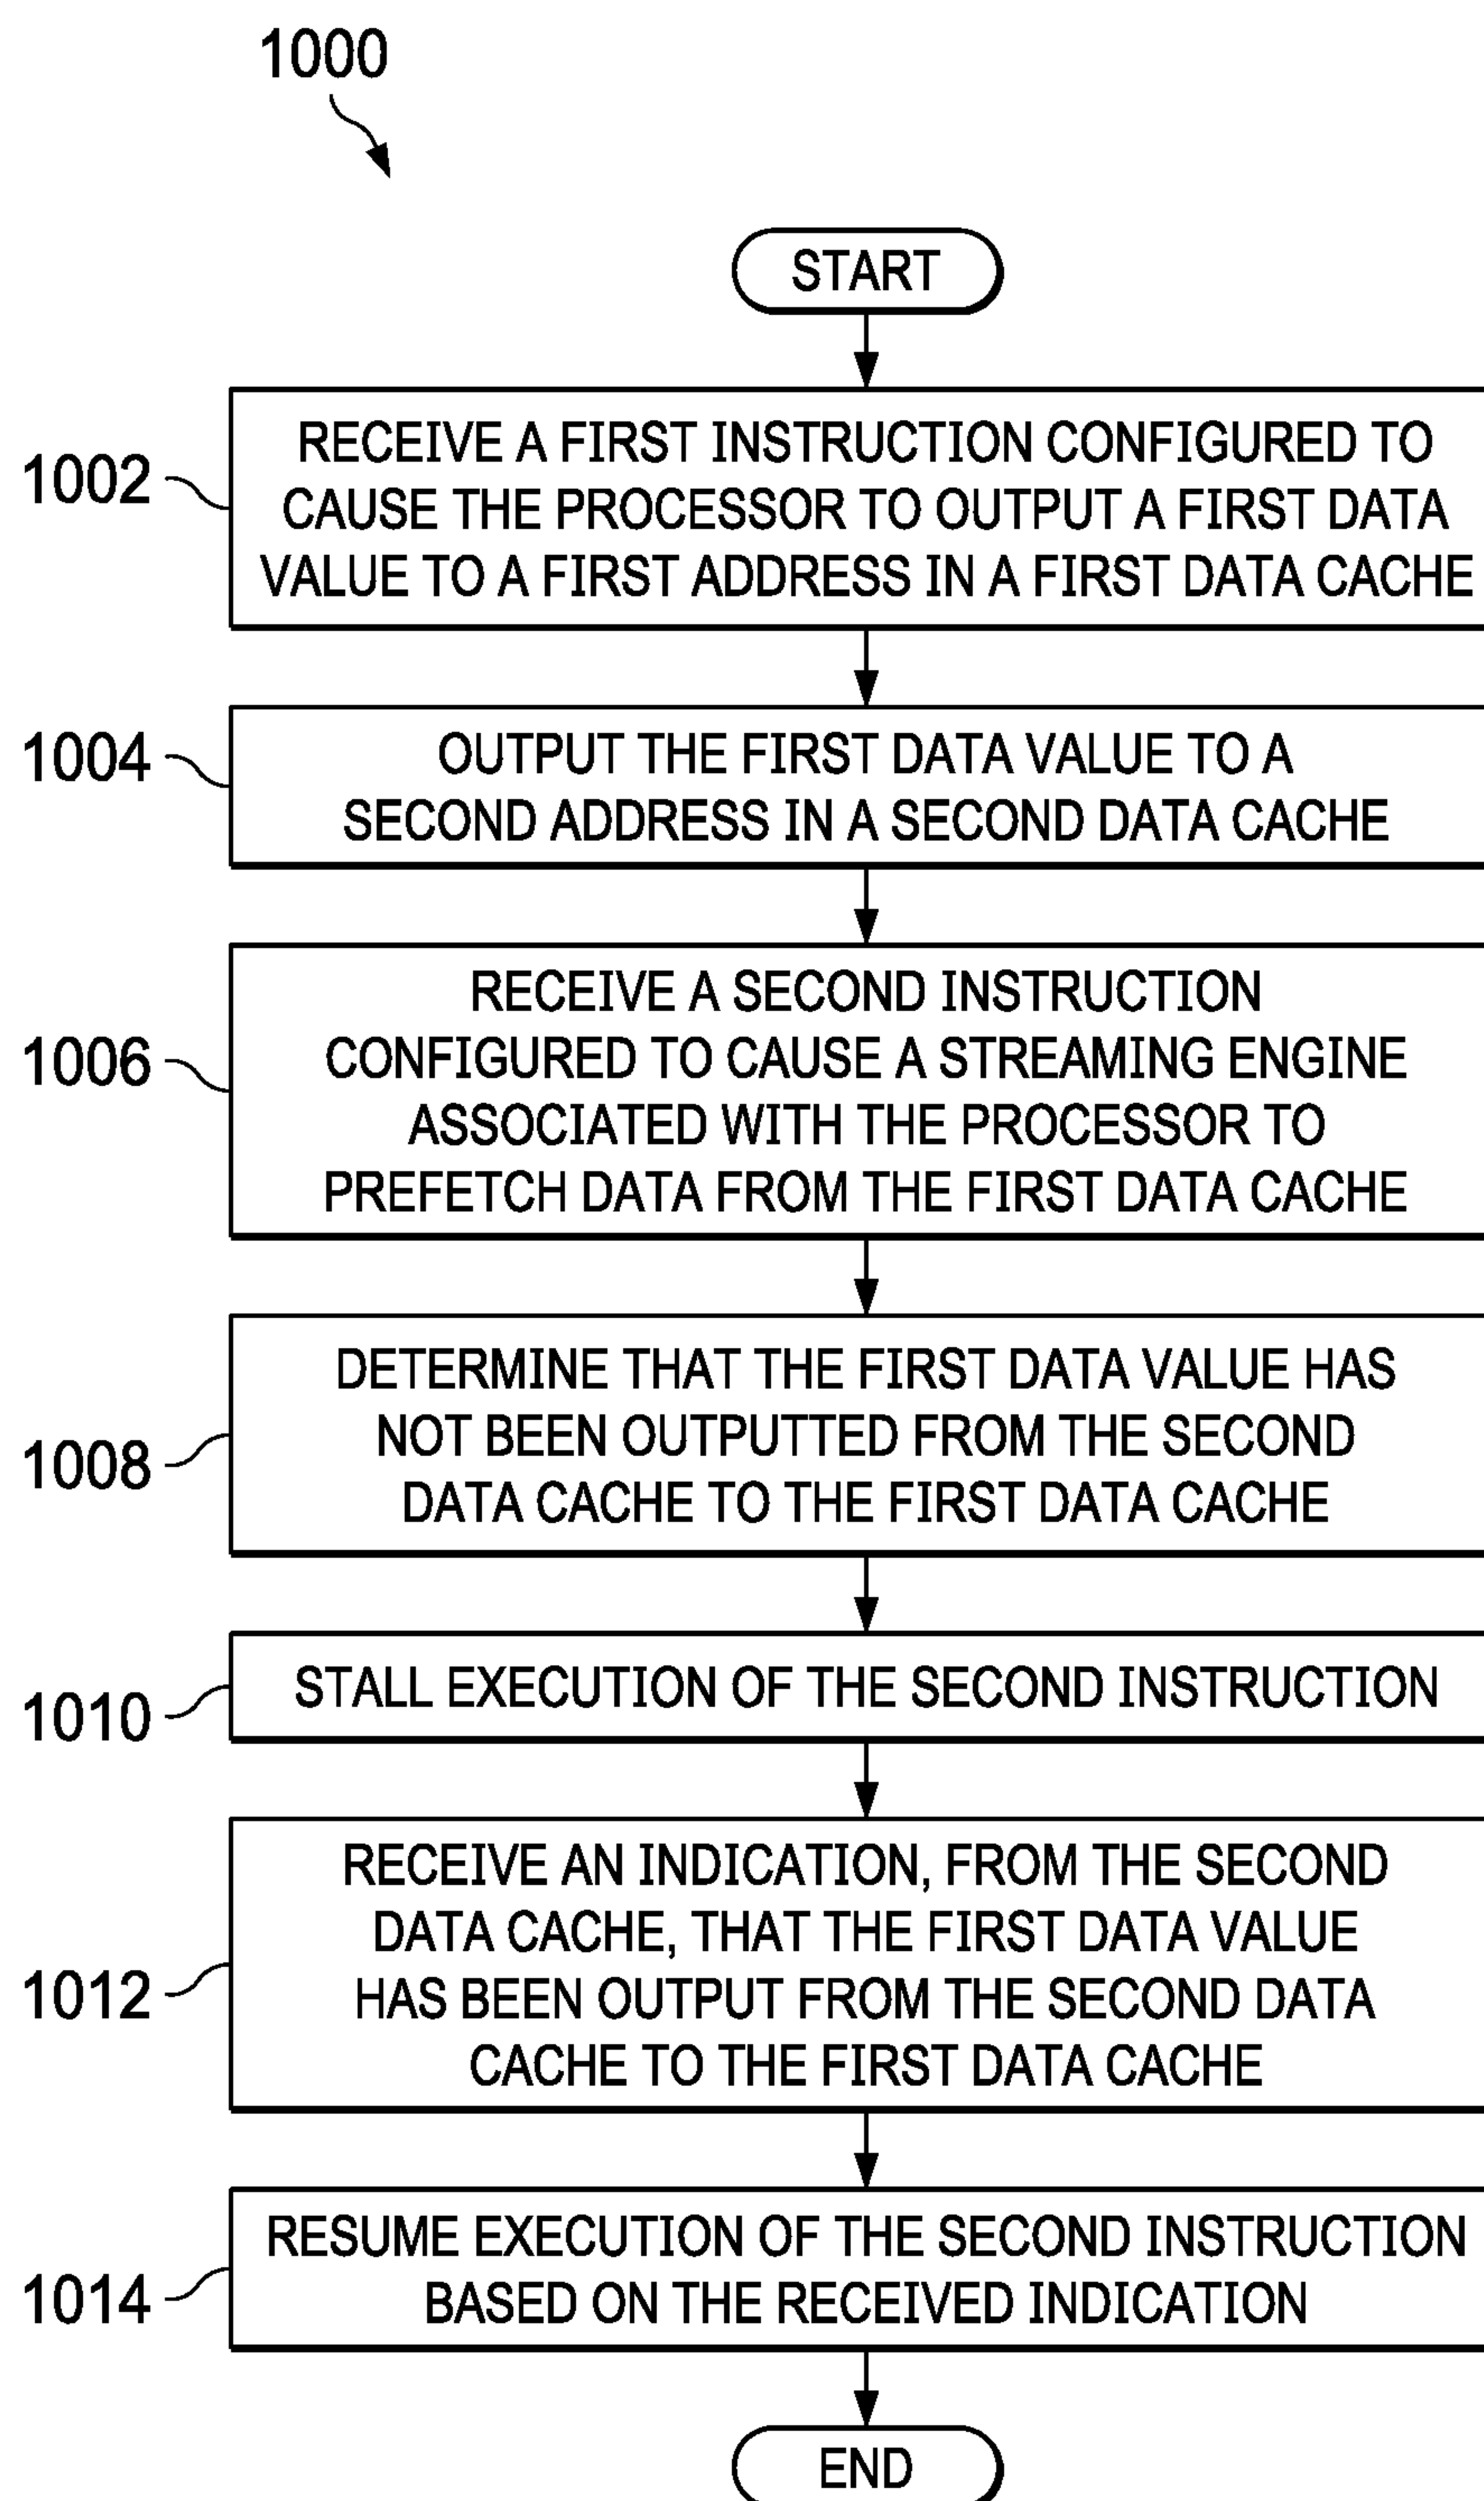 1000
START
1002
RECEIVE A FIRST INSTRUCTION CONFIGURED TO
CAUSE THE PROCESSOR TO OUTPUT A FIRST DATA
VALUE TO A FIRST ADDRESS IN A FIRST DATA CACHE
1004
OUTPUT THE FIRST DATA VALUE TO A
SECOND ADDRESS IN A SECOND DATA CACHE
1006
RECEIVE A SECOND INSTRUCTION
CONFIGURED TO CAUSE A STREAMING ENGINE
ASSOCIATED WITH THE PROCESSOR TO
PREFETCH DATA FROM THE FIRST DATA CACHE
1008
DETERMINE THAT THE FIRST DATA VALUE HAS
NOT BEEN OUTPUTTED FROM THE SECOND
DATA CACHE TO THE FIRST DATA CACHE
1010
STALL EXECUTION OF THE SECOND INSTRUCTION
1012
RECEIVE AN INDICATION, FROM THE SECOND
DATA CACHE, THAT THE FIRST DATA VALUE
HAS BEEN OUTPUT FROM THE SECOND DATA
CACHE TO THE FIRST DATA CACHE
1014
RESUME EXECUTION OF THE SECOND INSTRUCTION
BASED ON THE RECEIVED INDICATION
END